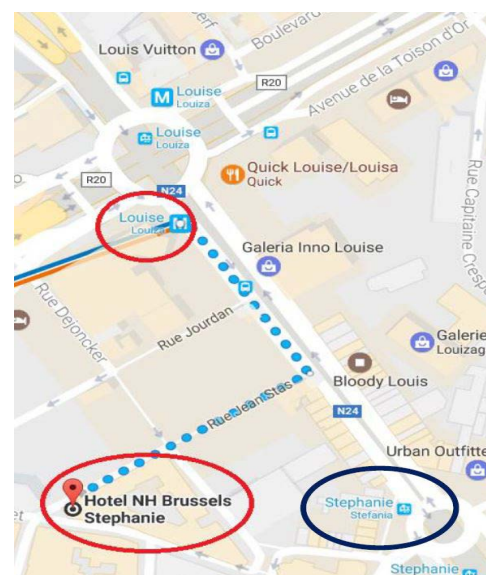 Boulevard
Louis Vuitton
R20
Avenue de la Toison d'Or
M Louise
Louiza
Louise
Louiza
Quick Louise/Louisa
Quick
R20
N24
Rue Capitaine Cresp
Louise
Louiza
Galeria Inno Louise
Rue Dejoncker
Rue Jourdan
Galerie
Louizag
Bloody Louis
Rue Jean Stas
N24
Urban Outfitte
Hotel NH Brussels
Stephanie
Stephanie
Stefania
Stephanie